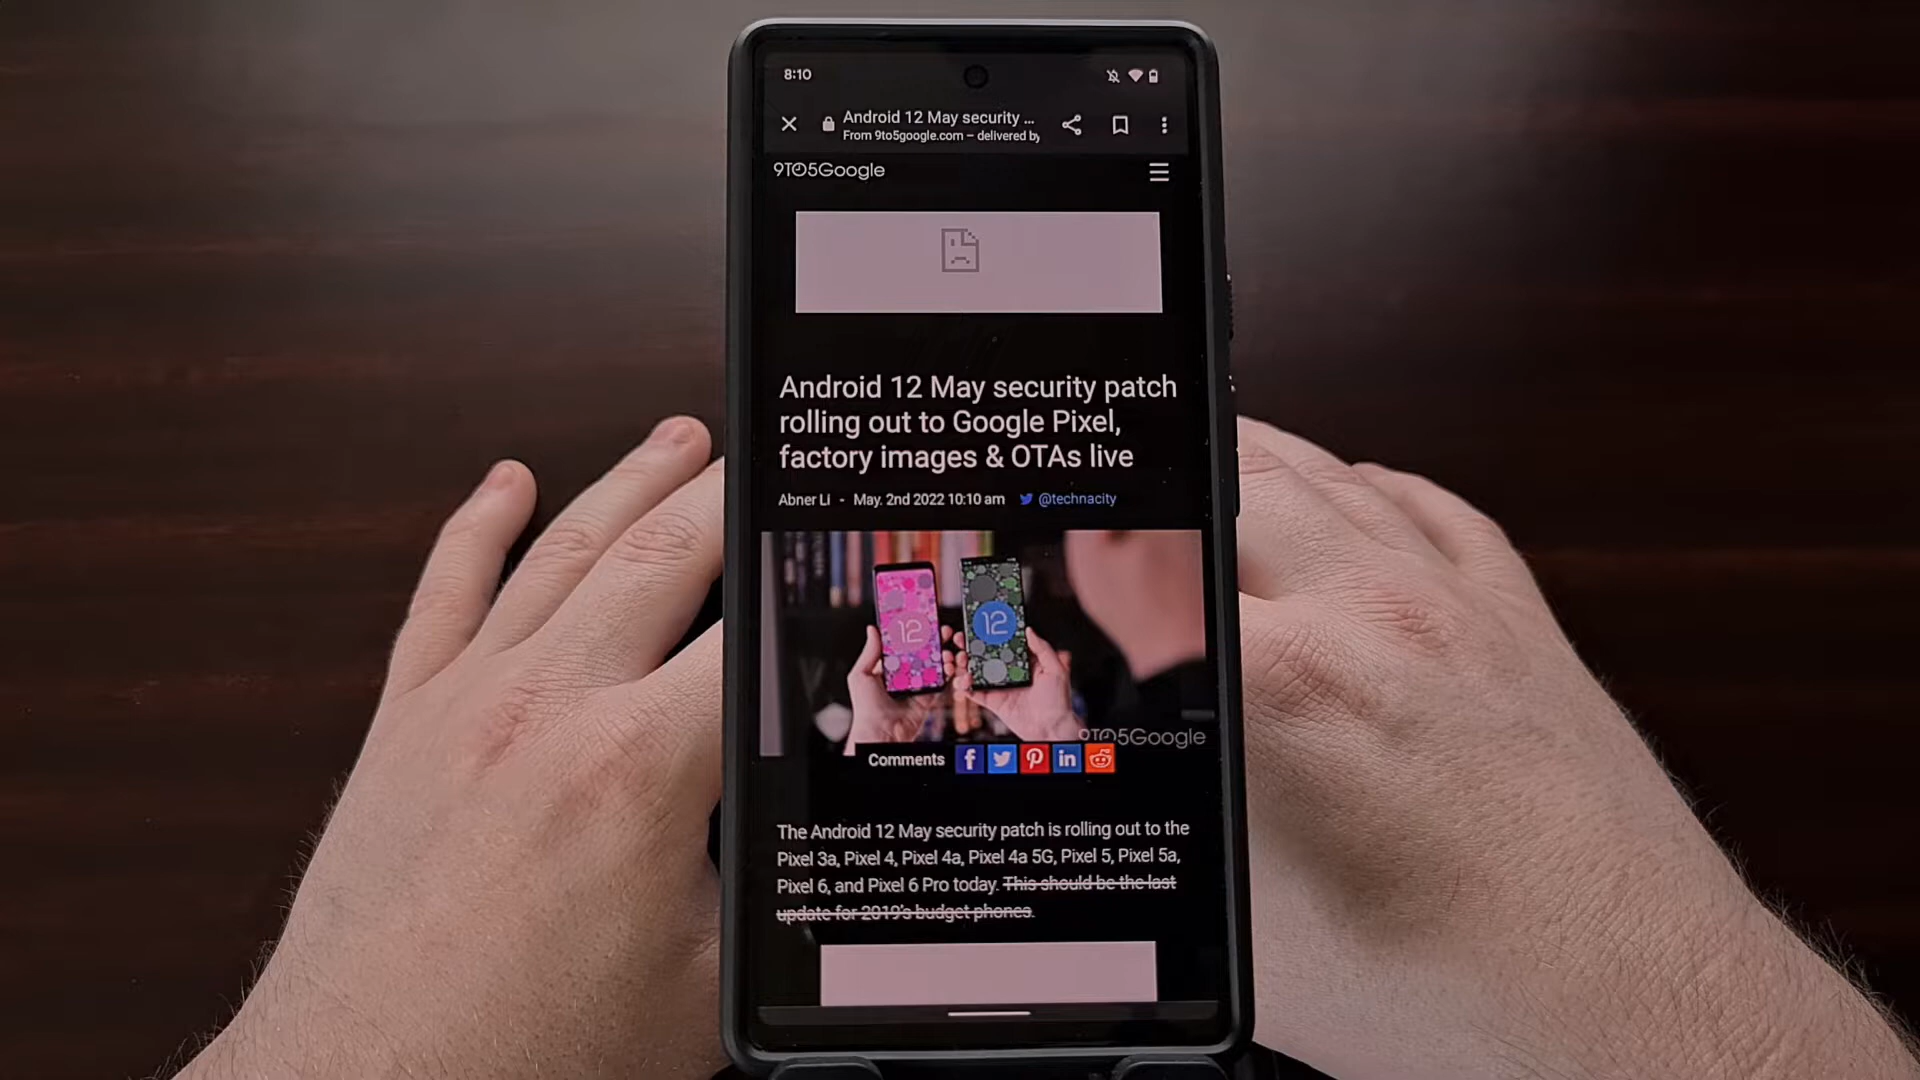 8:10
Android 12 May security ...
From 9to5google.com – delivered by
9TO5Google
Android 12 May security patch
rolling out to Google Pixel,
factory images & OTAs live
Abner Li - May. 2nd 2022 10:10 am @technacity
12
12
9TO5Google
Comments
The Android 12 May security patch is rolling out to the
Pixel 3a, Pixel 4, Pixel 4a, Pixel 4a 5G, Pixel 5, Pixel 5a,
Pixel 6, and Pixel 6 Pro today. This should be the last
update for 2019's budget phones.